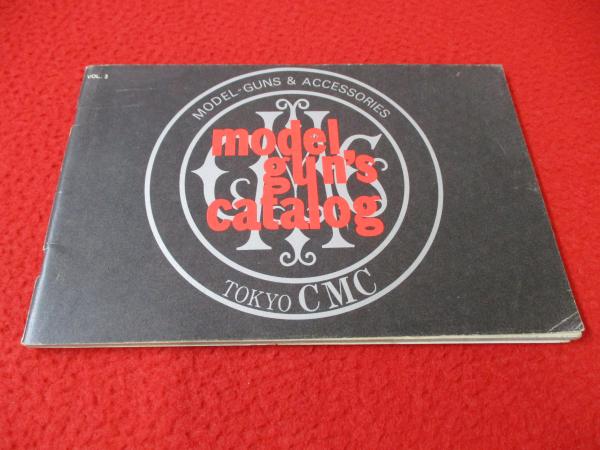 VOL. 3
MODEL-GUNS & ACCESSORIES
model
gun's
catalog
TOKYO CMC